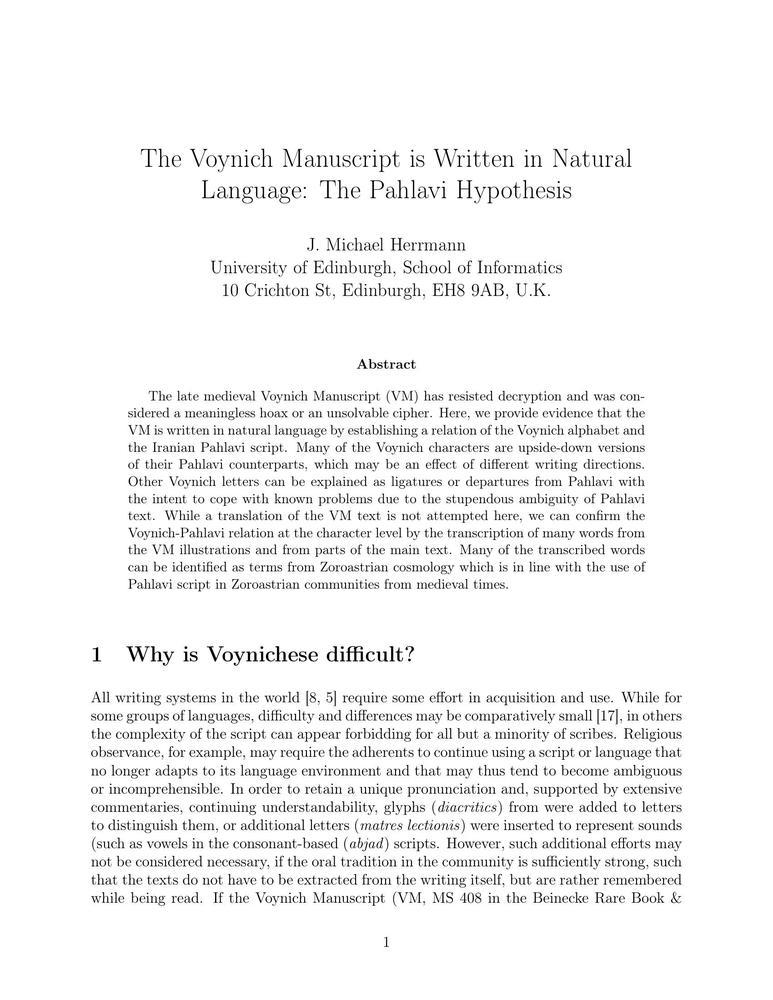 The Voynich Manuscript is Written in Natural
Language: The Pahlavi Hypothesis
J. Michael Herrmann
University of Edinburgh, School of Informatics
10 Crichton St, Edinburgh, EH8 9AB, U.K.
Abstract
The late medieval Voynich Manuscript (VM) has resisted decryption and was con-
sidered a meaningless hoax or an unsolvable cipher. Here, we provide evidence that the
VM is written in natural language by establishing a relation of the Voynich alphabet and
the Iranian Pahlavi script. Many of the Voynich characters are upside-down versions
of their Pahlavi counterparts, which may be an effect of different writing directions.
Other Voynich letters can be explained as ligatures or departures from Pahlavi with
the intent to cope with known problems due to the stupendous ambiguity of Pahlavi
text. While a translation of the VM text is not attempted here, we can confirm the
Voynich-Pahlavi relation at the character level by the transcription of many words from
the VM illustrations and from parts of the main text. Many of the transcribed words
can be identified as terms from Zoroastrian cosmology which is in line with the use of
Pahlavi script in Zoroastrian communities from medieval times.
1 Why is Voynichese difficult?
All writing systems in the world [8, 5] require some effort in acquisition and use. While for
some groups of languages, difficulty and differences may be comparatively small [17], in others
the complexity of the script can appear forbidding for all but a minority of scribes. Religious
observance, for example, may require the adherents to continue using a script or language that
no longer adapts to its language environment and that may thus tend to become ambiguous
or incomprehensible. In order to retain a unique pronunciation and, supported by extensive
commentaries, continuing understandability, glyphs (diacritics) from were added to letters
to distinguish them, or additional letters (matres lectionis) were inserted to represent sounds
(such as vowels in the consonant-based (abjad) scripts. However, such additional efforts may
not be considered necessary, if the oral tradition in the community is sufficiently strong, such
that the texts do not have to be extracted from the writing itself, but are rather remembered
while being read. If the Voynich Manuscript (VM, MS 408 in the Beinecke Rare Book &
1